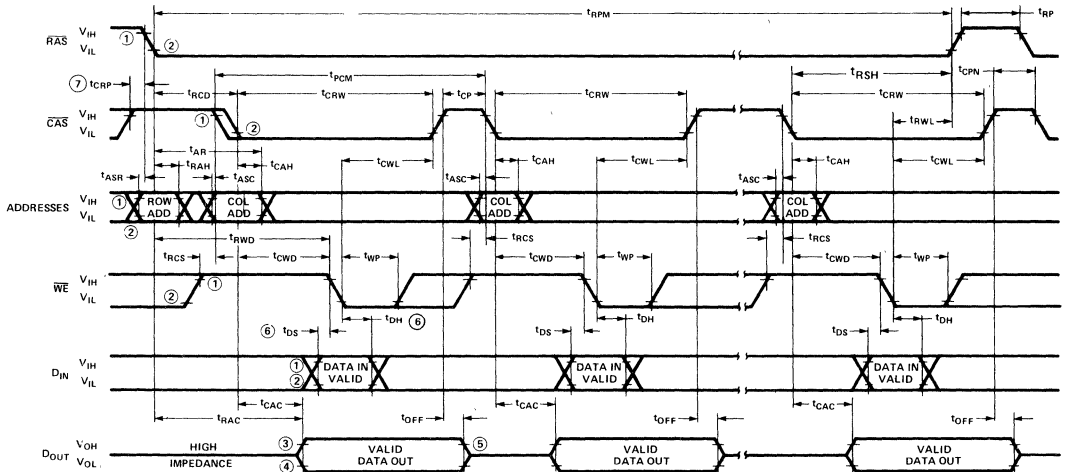 tRPM
tRP
RAS
VIH
VIL
①
②
tPCM
tRSH
tCPN
⑦ tCRP
tRCD
tCRW
tCP
tCRW
tCRW
CAS
VIH
VIL
①
②
tRWL
tAR
tRAH
tCAH
tCWL
tCAH
tCWL
tCAH
tCWL
tASR
tASC
tASC
tASC
ADDRESSES
VIH
VIL
①
②
ROW
ADD
COL
ADD
COL
ADD
COL
ADD
tRWD
tRCS
tRCS
tRCS
tCWD
tWP
tCWD
tWP
tCWD
tWP
WE
VIH
VIL
①
②
⑥ tDS
tDH ⑥
tDS
tDH
tDS
tDH
DIN
VIH
VIL
①
②
DATA IN
VALID
DATA IN
VALID
DATA IN
VALID
tCAC
tRAC
tOFF
tCAC
tOFF
tCAC
tOFF
DOUT
VOH
VOL
HIGH
IMPEDANCE
③
④
VALID
DATA OUT
⑤
VALID
DATA OUT
VALID
DATA OUT